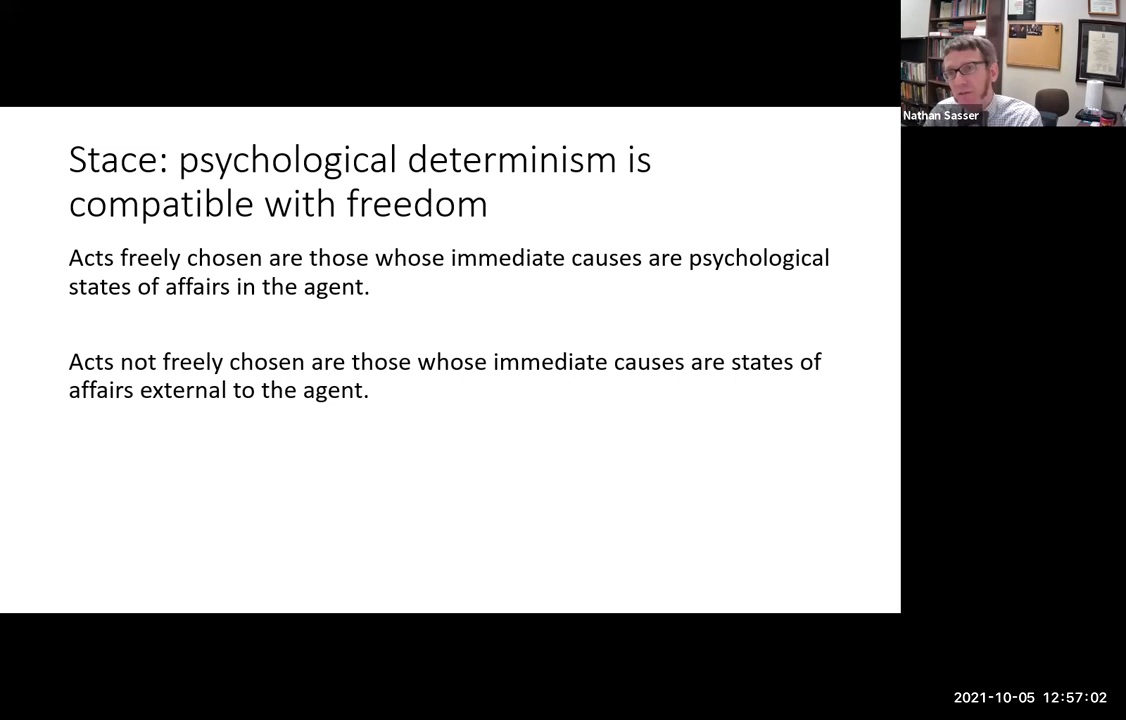 Stace: psychological determinism is
compatible with freedom
Acts freely chosen are those whose immediate causes are psychological
states of affairs in the agent.
Acts not freely chosen are those whose immediate causes are states of
affairs external to the agent.
Nathan Sasser
2021-10-05 12:57:02